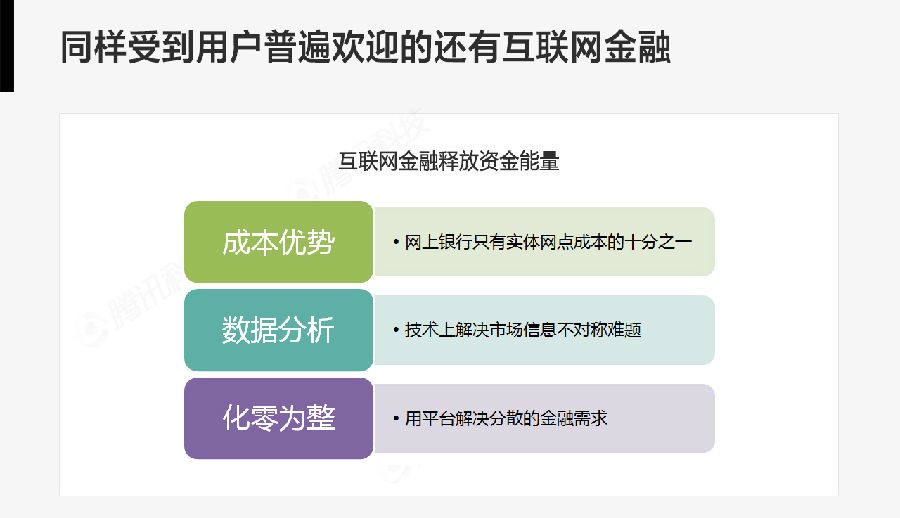 同样受到用户普遍欢迎的还有互联网金融
腾讯科技
互联网金融释放资金能量
成本优势
• 网上银行只有实体网点成本的十分之一
腾讯科
数据分析
• 技术上解决市场信息不对称难题
化零为整
• 用平台解决分散的金融需求